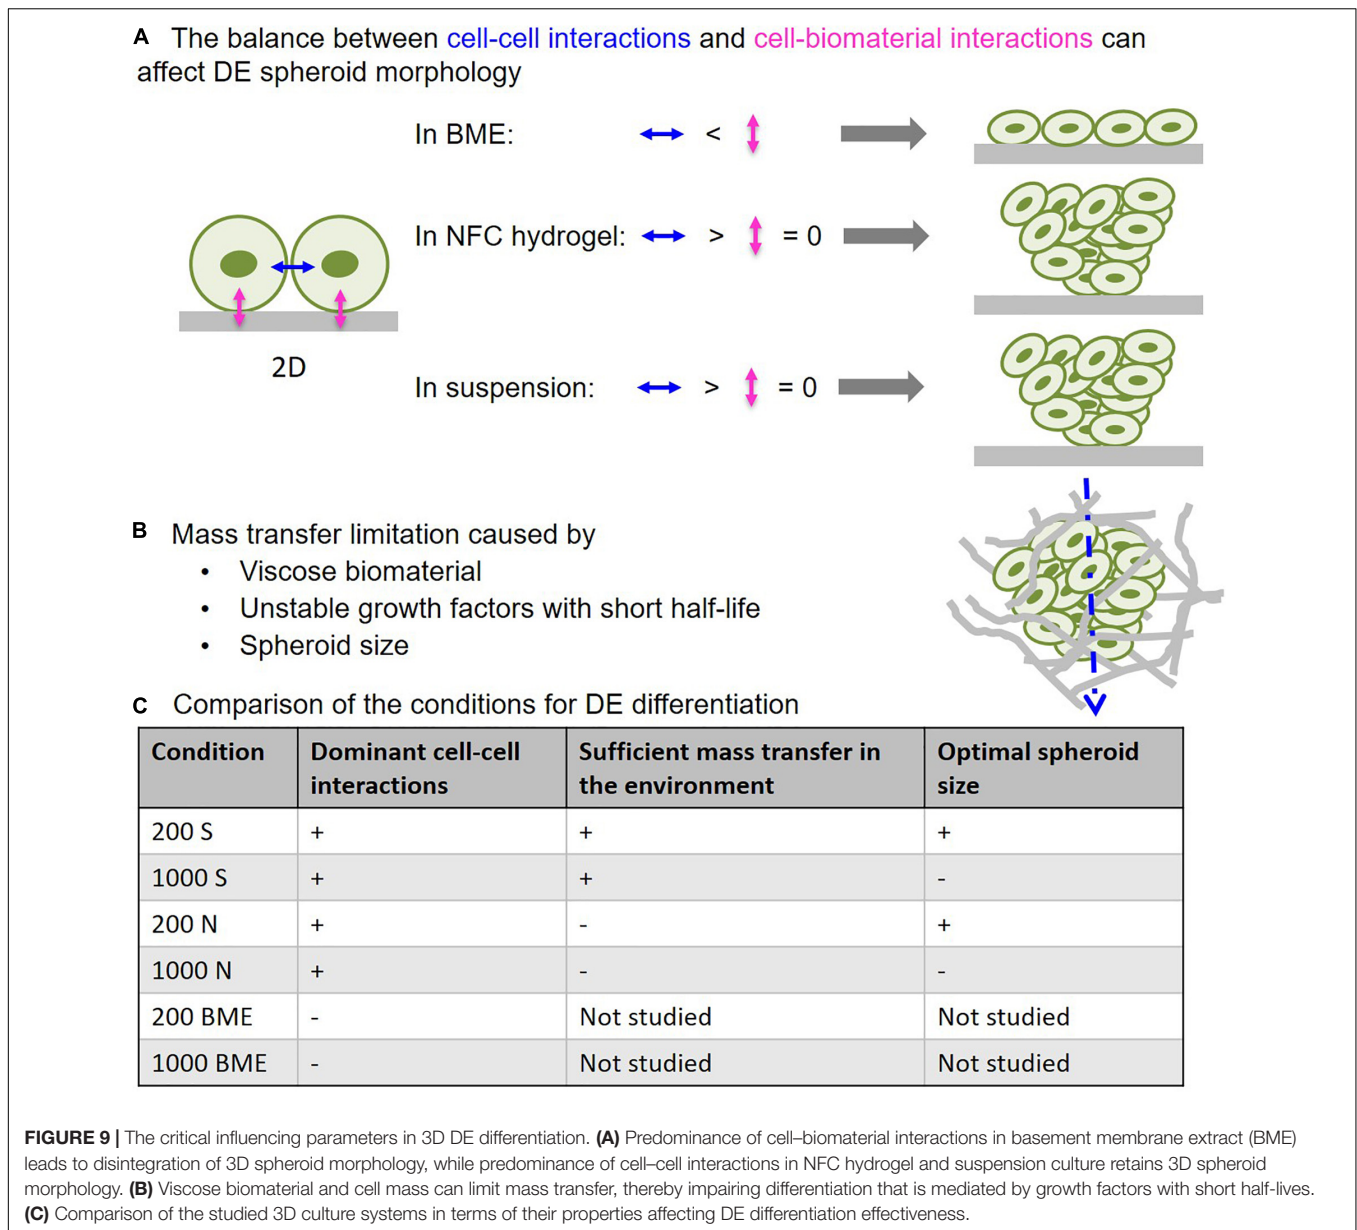 A The balance between cell-cell interactions and cell-biomaterial interactions can
affect DE spheroid morphology
In BME: <
In NFC hydrogel: > = 0
2D
In suspension: > = 0
B Mass transfer limitation caused by
• Viscose biomaterial
• Unstable growth factors with short half-life
• Spheroid size
C Comparison of the conditions for DE differentiation
Condition Dominant cell-cell interactions Sufficient mass transfer in the environment Optimal spheroid size
200 S + + +
1000 S + + -
200 N + - +
1000 N + - -
200 BME - Not studied Not studied
1000 BME - Not studied Not studied
FIGURE 9 | The critical influencing parameters in 3D DE differentiation. (A) Predominance of cell–biomaterial interactions in basement membrane extract (BME)
leads to disintegration of 3D spheroid morphology, while predominance of cell–cell interactions in NFC hydrogel and suspension culture retains 3D spheroid
morphology. (B) Viscose biomaterial and cell mass can limit mass transfer, thereby impairing differentiation that is mediated by growth factors with short half-lives.
(C) Comparison of the studied 3D culture systems in terms of their properties affecting DE differentiation effectiveness.